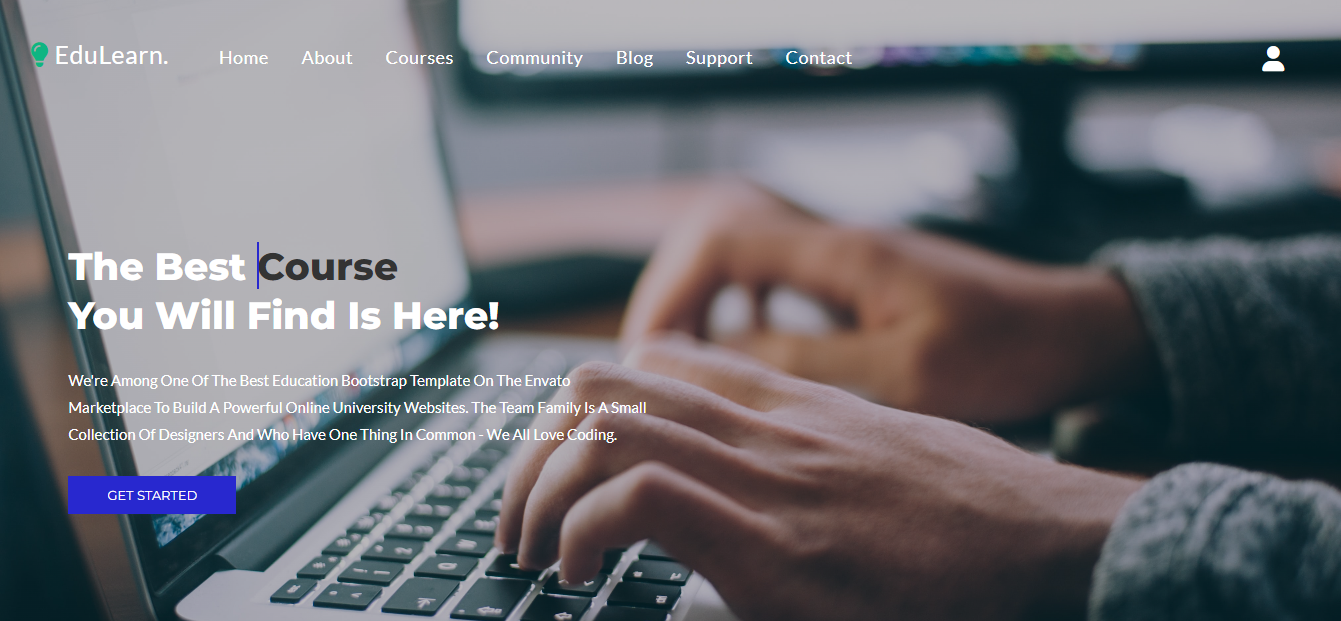 EduLearn.
Home About Courses Community Blog Support Contact
The Best Course
You Will Find Is Here!
We're Among One Of The Best Education Bootstrap Template On The Envato
Marketplace To Build A Powerful Online University Websites. The Team Family Is A Small
Collection Of Designers And Who Have One Thing In Common - We All Love Coding.
GET STARTED